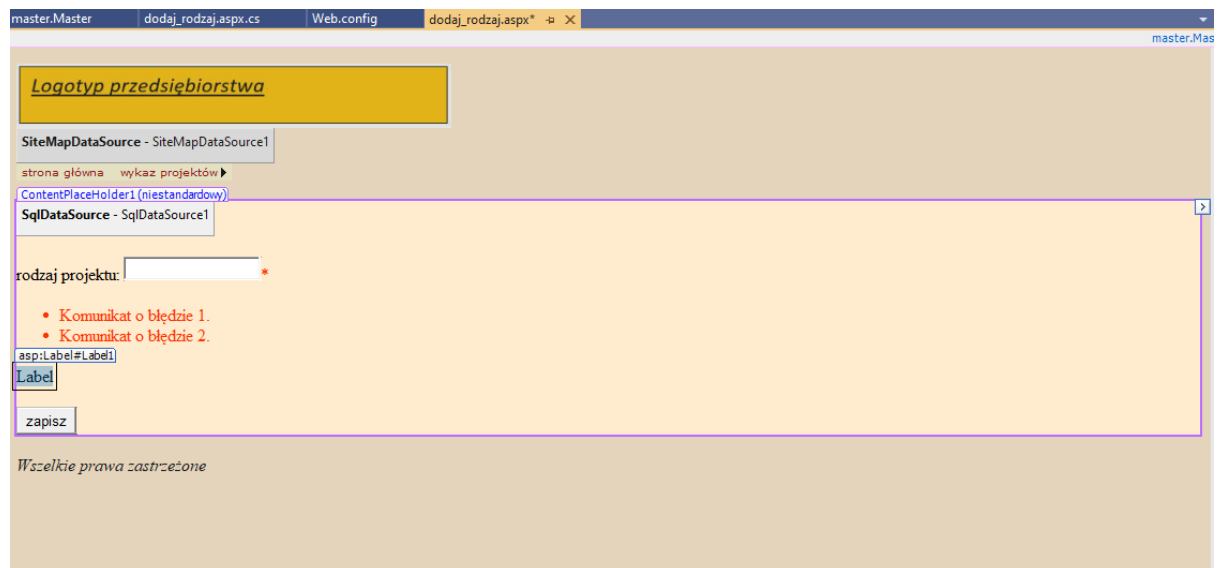 master.Master dodaj_rodzaj.aspx.cs Web.config dodaj_rodzaj.aspx*
master.Mas
Logotyp przedsiębiorstwa
SiteMapDataSource - SiteMapDataSource1
strona główna wykaz projektów
ContentPlaceHolder1 (niestandardowy)
SqlDataSource - SqlDataSource1
rodzaj projektu: *
• Komunikat o błędzie 1.
• Komunikat o błędzie 2.
asp:Label#Label1
Label
zapisz
Wszelkie prawa zastrzeżone